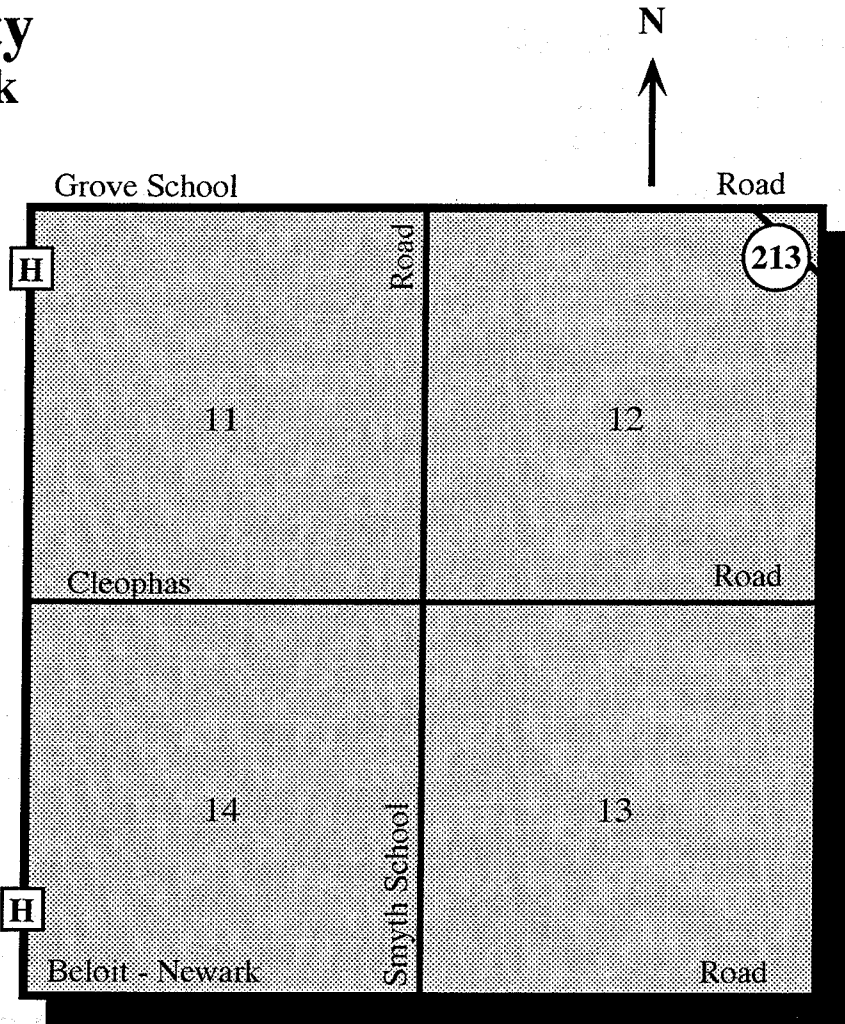 N
Grove School Road
Road
H
213
11
12
Cleophas Road
14
13
Smyth School
H
Beloit - Newark Road